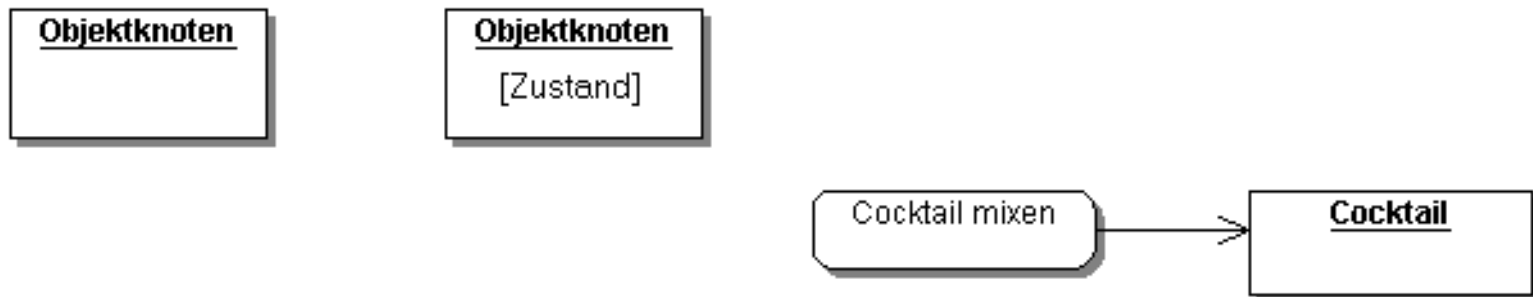 Objektknoten
Objektknoten
[Zustand]
Cocktail mixen
Cocktail